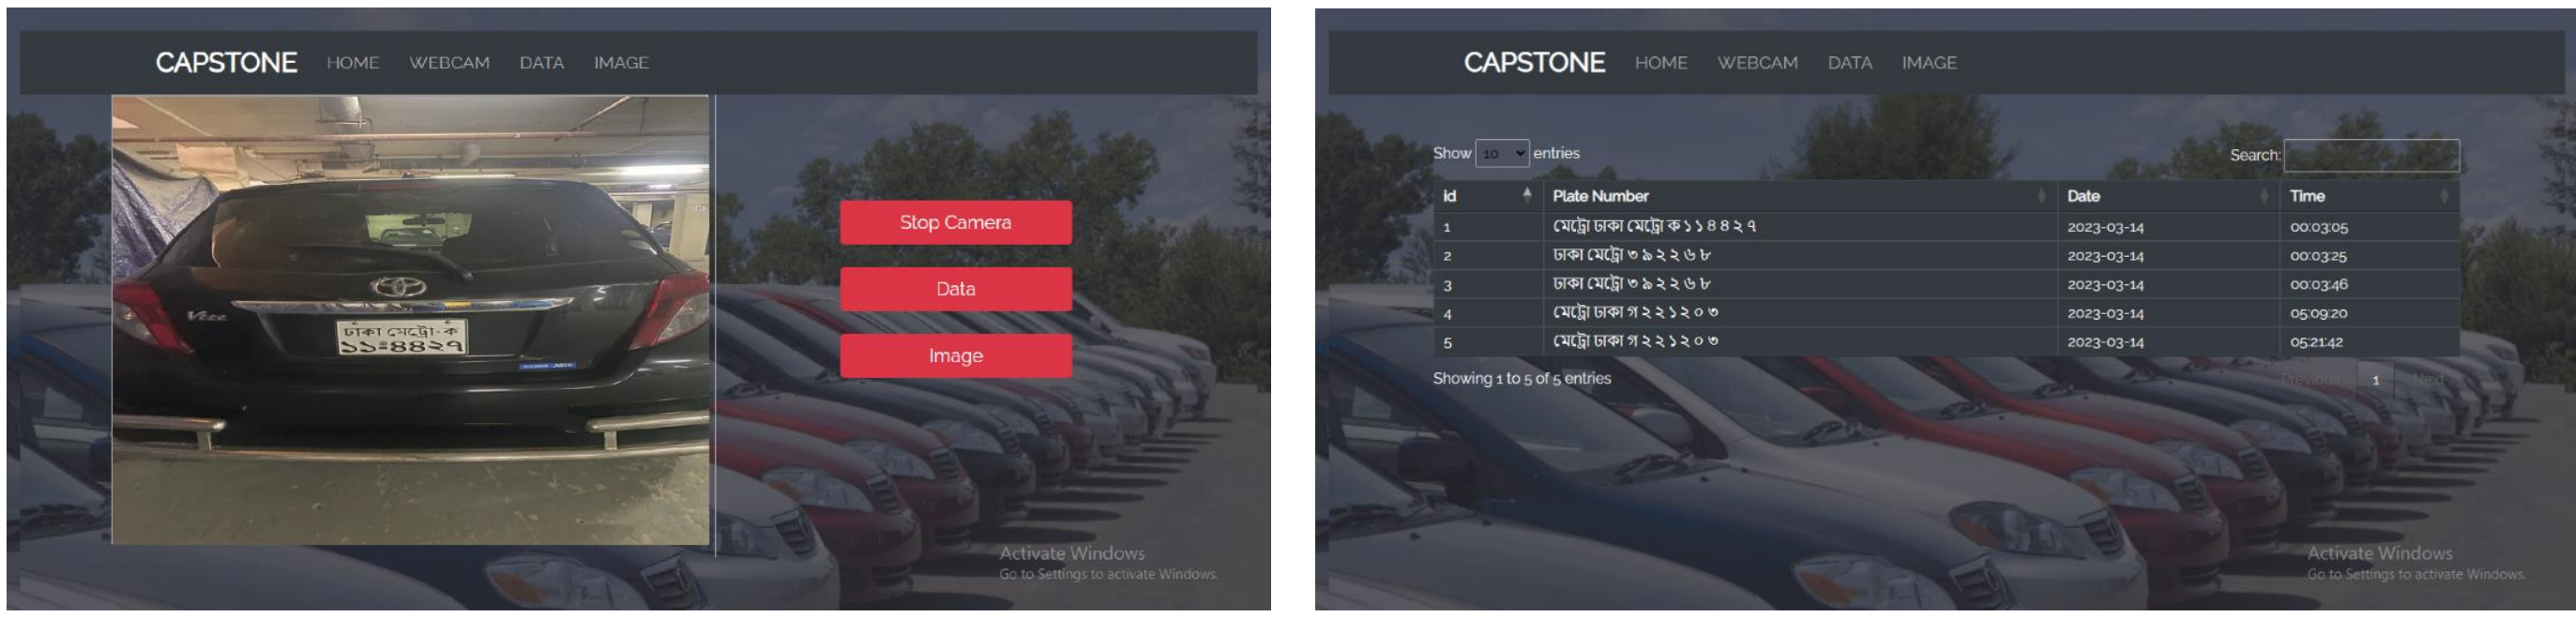 CAPSTONE HOME WEBCAM DATA IMAGE
Vitz
ঢাকা মেট্রো-ক
১১-৪৪২৭
Stop Camera
Data
Image
Activate Windows
Go to Settings to activate Windows.
CAPSTONE HOME WEBCAM DATA IMAGE
Show 10 entries Search:
id Plate Number Date Time
1 মেট্রো ঢাকা মেট্রো ক ১ ১ ৪ ৪ ২ ৭ 2023-03-14 00:03:05
2 ঢাকা মেট্রো ৩ ৯ ২ ২ ৬ ৮ 2023-03-14 00:03:25
3 ঢাকা মেট্রো ৩ ৯ ২ ২ ৬ ৮ 2023-03-14 00:03:46
4 মেট্রো ঢাকা গ ২ ২ ১ ২ ০ ৩ 2023-03-14 05:09:20
5 মেট্রো ঢাকা গ ২ ২ ১ ২ ০ ৩ 2023-03-14 05:21:42
Showing 1 to 5 of 5 entries Previous 1 Next
Activate Windows
Go to Settings to activate Windows.